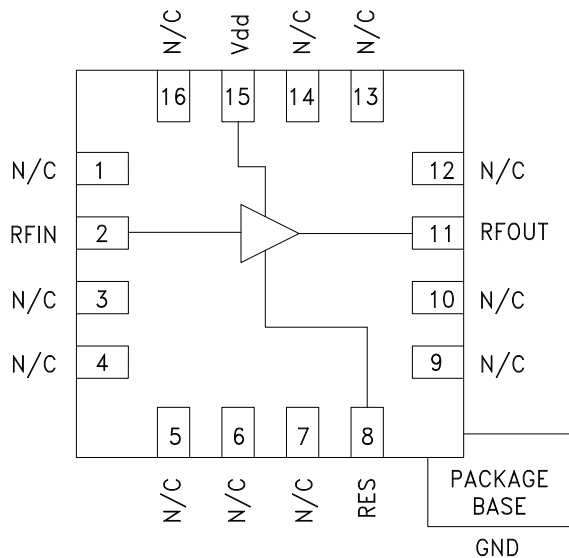 N/C
Vdd
N/C
N/C
16
15
14
13
N/C
1
12
N/C
RFIN
2
11
RFOUT
N/C
3
10
N/C
N/C
4
9
N/C
5
6
7
8
N/C
N/C
N/C
RES
PACKAGE
BASE
GND